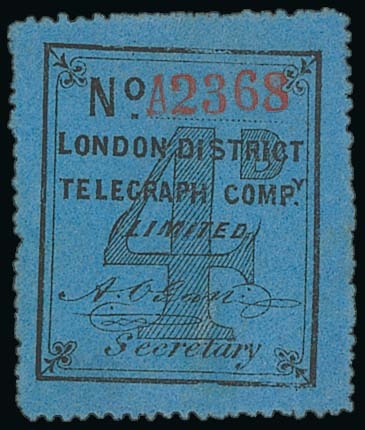 No. A2368
4D
LONDON DISTRICT
TELEGRAPH COMPY.
LIMITED
Secretary